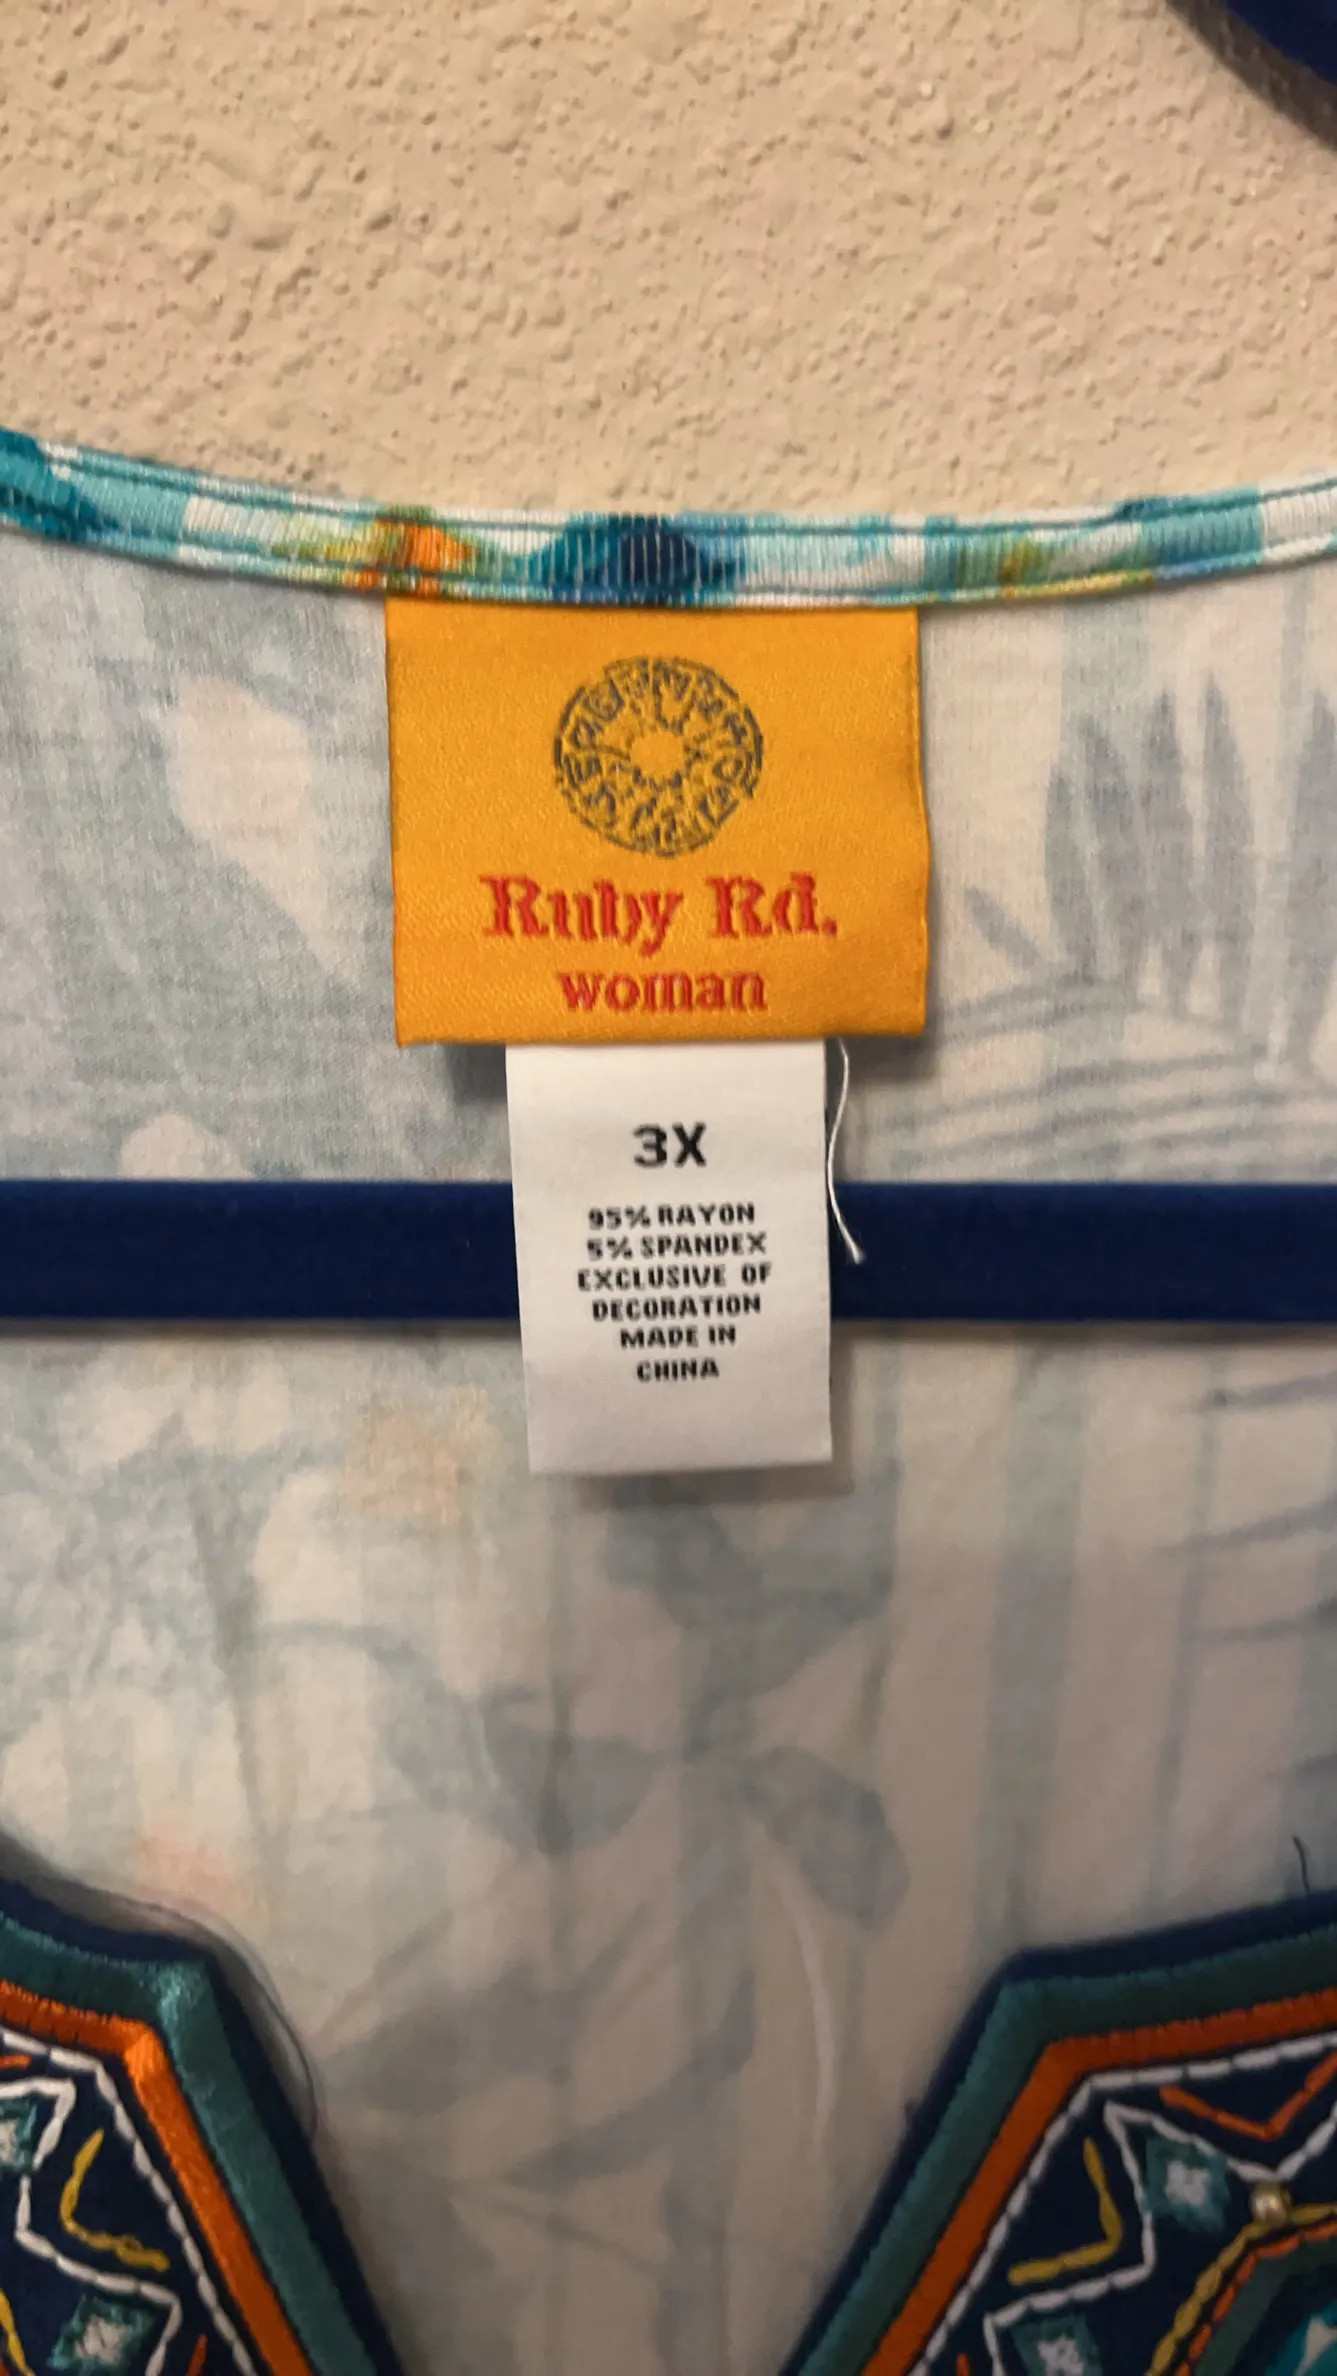 Ruby Rd.
woman
3X
95% RAYON
5% SPANDEX
EXCLUSIVE OF
DECORATION
MADE IN
CHINA